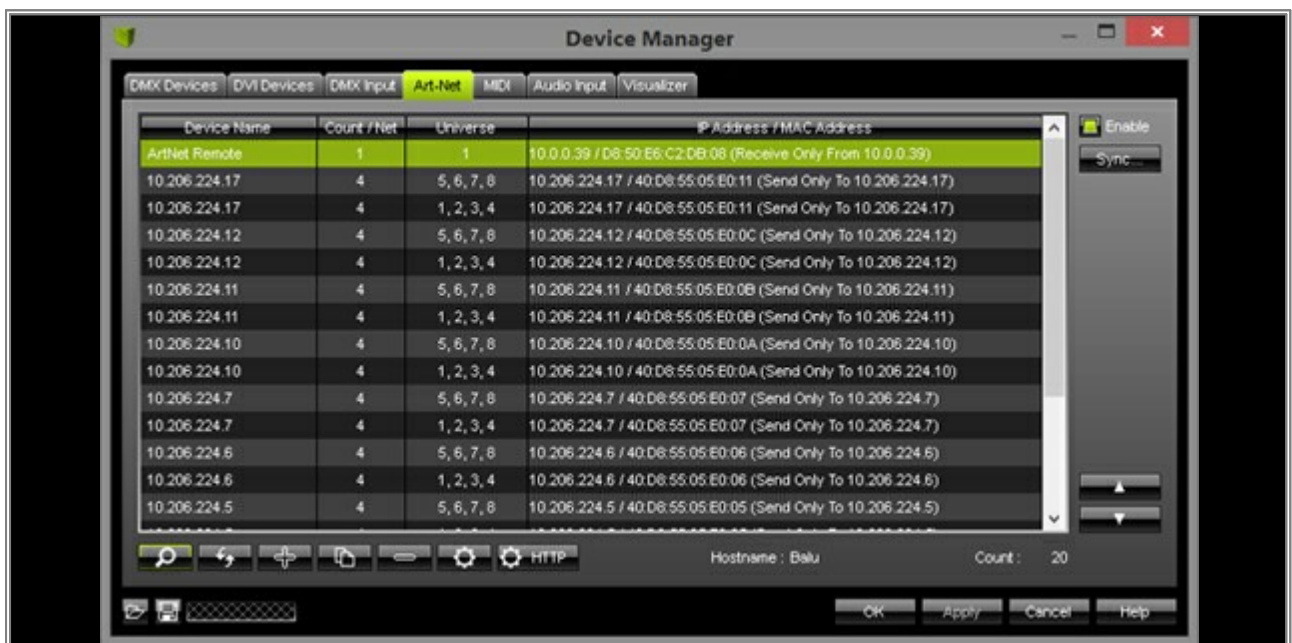 Device Manager
DMX Devices DVI Devices DMX Input Art-Net MIDI Audio Input Visualizer
Device Name Count / Net Universe IP Address / MAC Address Enable
ArtNet Remote 1 1 10.0.0.39 / D8:50:E6:C2:DB:08 (Receive Only From 10.0.0.39) Sync...
10.206.224.17 4 5, 6, 7, 8 10.206.224.17 / 40:D8:55:05:E0:11 (Send Only To 10.206.224.17)
10.206.224.17 4 1, 2, 3, 4 10.206.224.17 / 40:D8:55:05:E0:11 (Send Only To 10.206.224.17)
10.206.224.12 4 5, 6, 7, 8 10.206.224.12 / 40:D8:55:05:E0:0C (Send Only To 10.206.224.12)
10.206.224.12 4 1, 2, 3, 4 10.206.224.12 / 40:D8:55:05:E0:0C (Send Only To 10.206.224.12)
10.206.224.11 4 5, 6, 7, 8 10.206.224.11 / 40:D8:55:05:E0:0B (Send Only To 10.206.224.11)
10.206.224.11 4 1, 2, 3, 4 10.206.224.11 / 40:D8:55:05:E0:0B (Send Only To 10.206.224.11)
10.206.224.10 4 5, 6, 7, 8 10.206.224.10 / 40:D8:55:05:E0:0A (Send Only To 10.206.224.10)
10.206.224.10 4 1, 2, 3, 4 10.206.224.10 / 40:D8:55:05:E0:0A (Send Only To 10.206.224.10)
10.206.224.7 4 5, 6, 7, 8 10.206.224.7 / 40:D8:55:05:E0:07 (Send Only To 10.206.224.7)
10.206.224.7 4 1, 2, 3, 4 10.206.224.7 / 40:D8:55:05:E0:07 (Send Only To 10.206.224.7)
10.206.224.6 4 5, 6, 7, 8 10.206.224.6 / 40:D8:55:05:E0:06 (Send Only To 10.206.224.6)
10.206.224.6 4 1, 2, 3, 4 10.206.224.6 / 40:D8:55:05:E0:06 (Send Only To 10.206.224.6)
10.206.224.5 4 5, 6, 7, 8 10.206.224.5 / 40:D8:55:05:E0:05 (Send Only To 10.206.224.5)
HTTP Hostname : Balu Count : 20
OK Apply Cancel Help